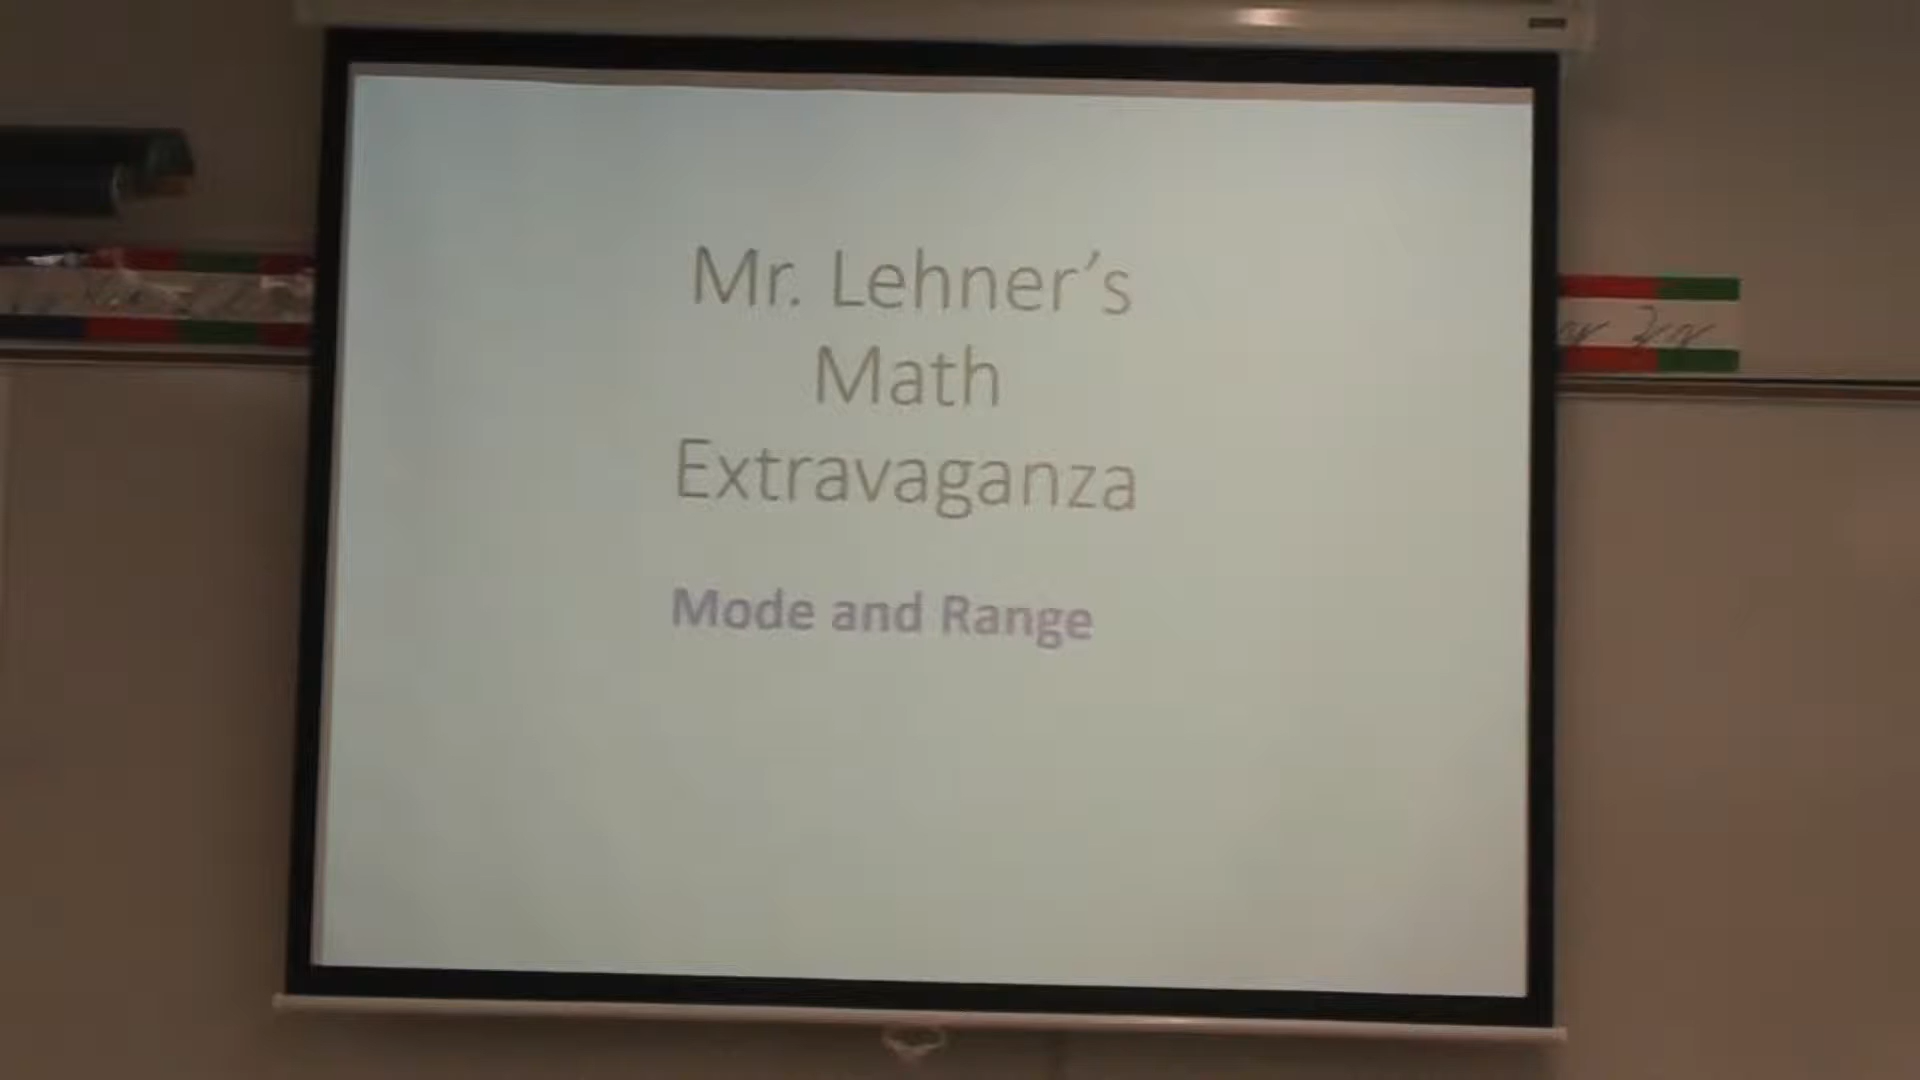 Mr. Lehner's
Math
Extravaganza
Mode and Range